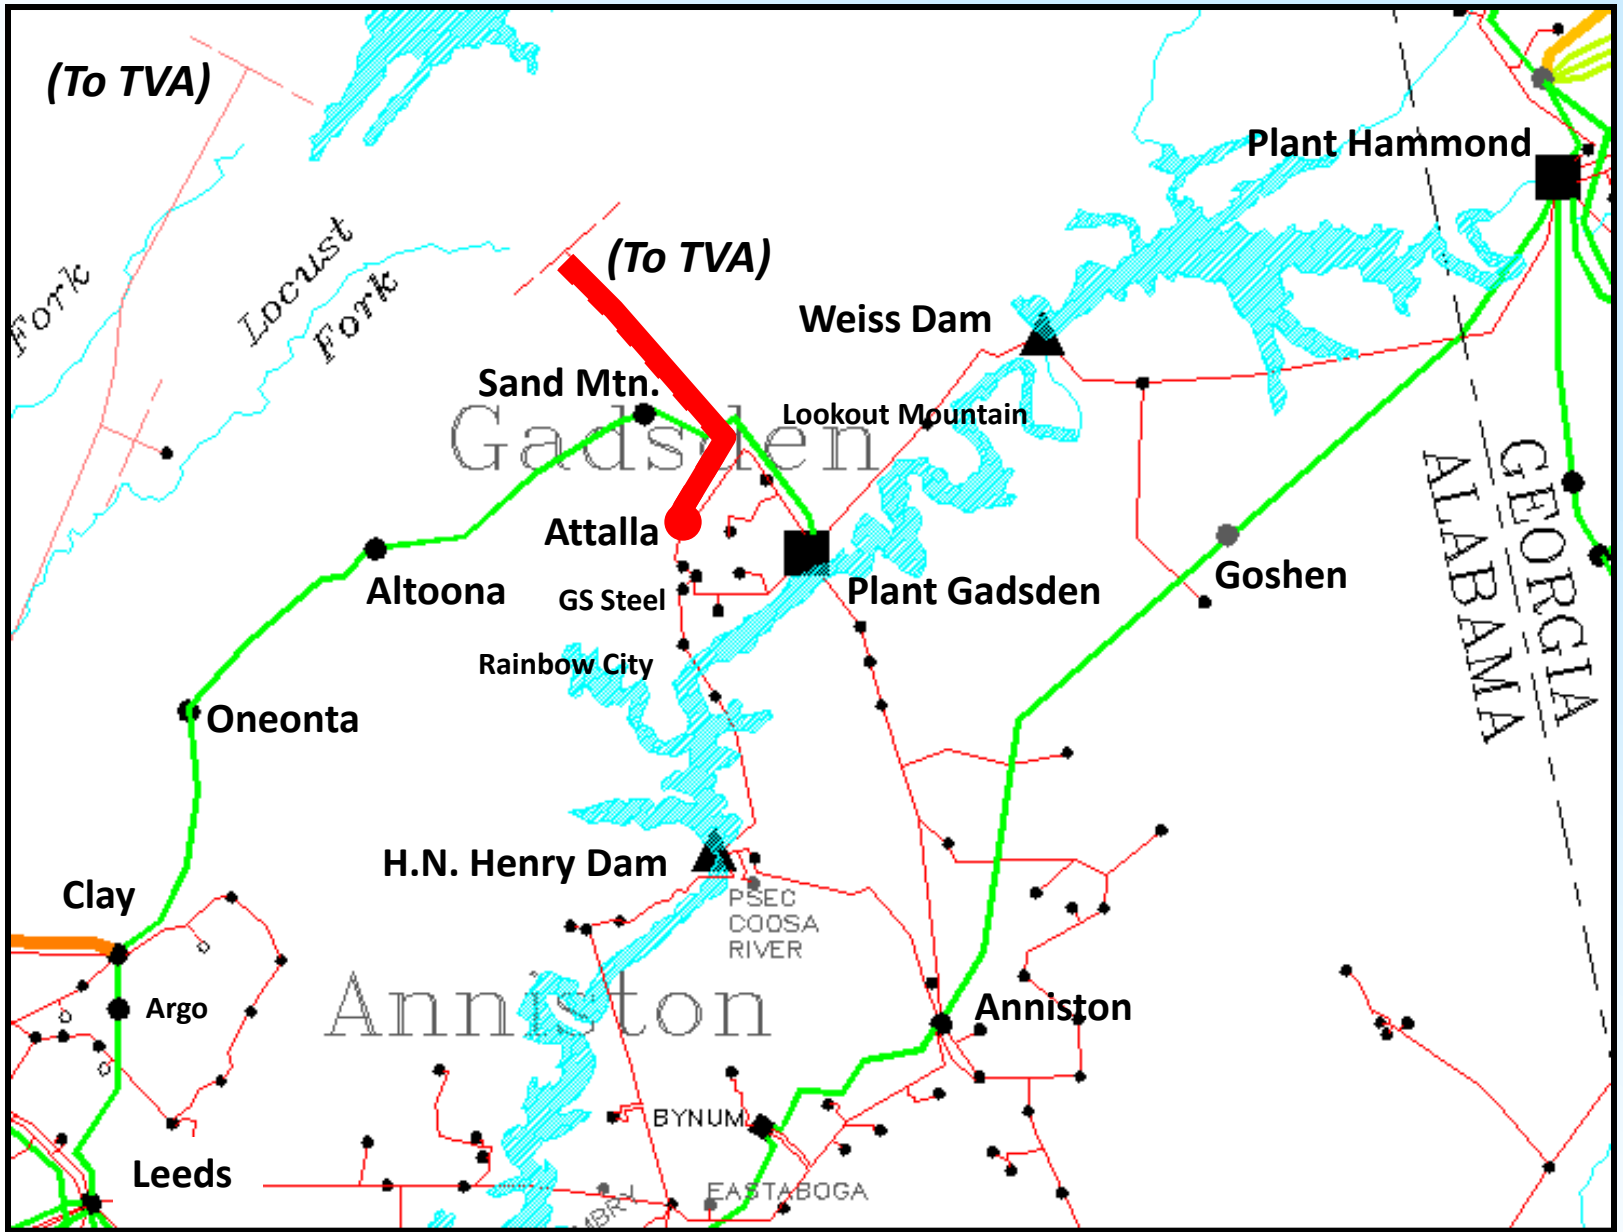 (To TVA)
Plant Hammond
Locust
Fork
Fork
(To TVA)
Weiss Dam
Sand Mtn.
Lookout Mountain
Gadsden
GEORGIA
ALABAMA
Attalla
Altoona
GS Steel
Plant Gadsden
Goshen
Rainbow City
Oneonta
H.N. Henry Dam
Clay
PSEC
COOSA
RIVER
Anniston
Argo
Anniston
BYNUM
Leeds
EASTABOGA